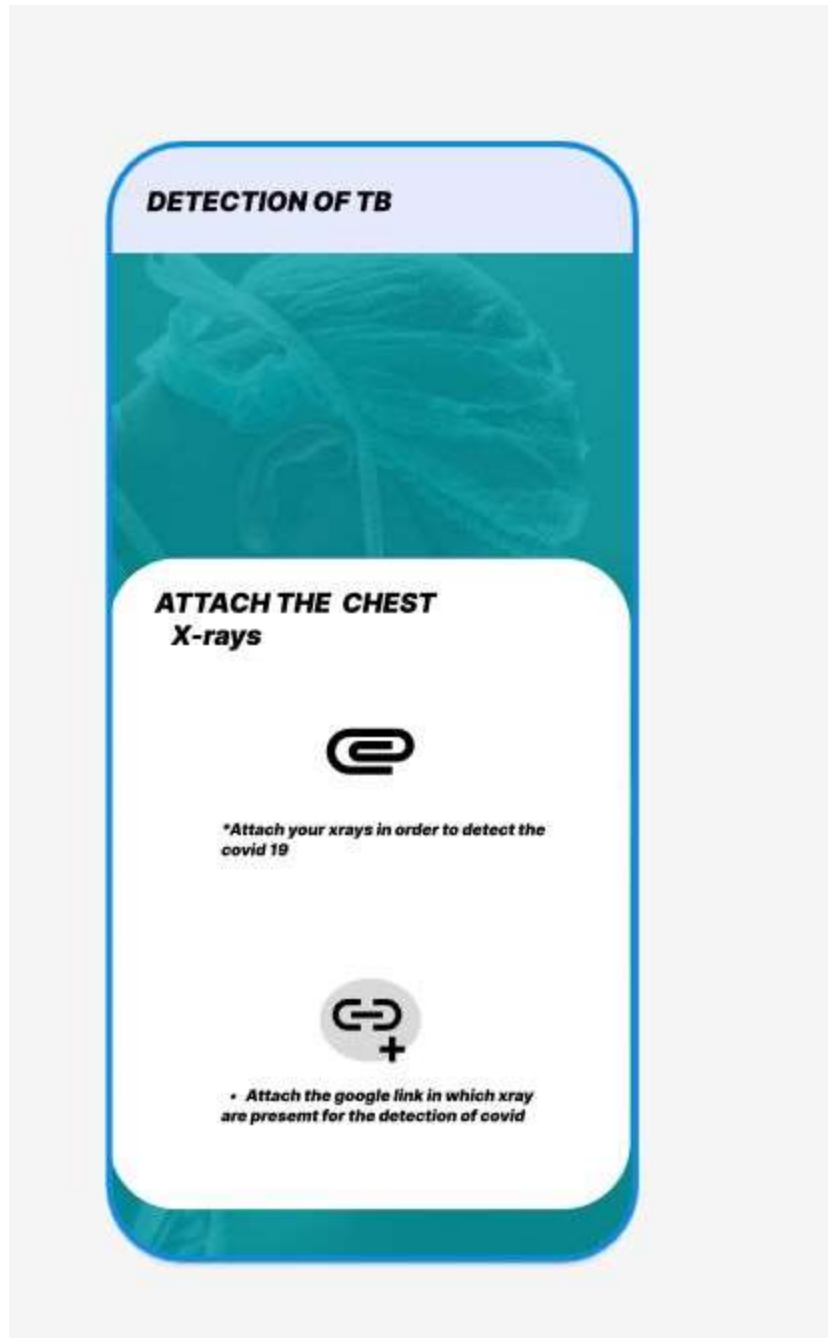 DETECTION OF TB
ATTACH THE CHEST
X-rays
*Attach your xrays in order to detect the
covid 19
• Attach the google link in which xray
are presemt for the detection of covid